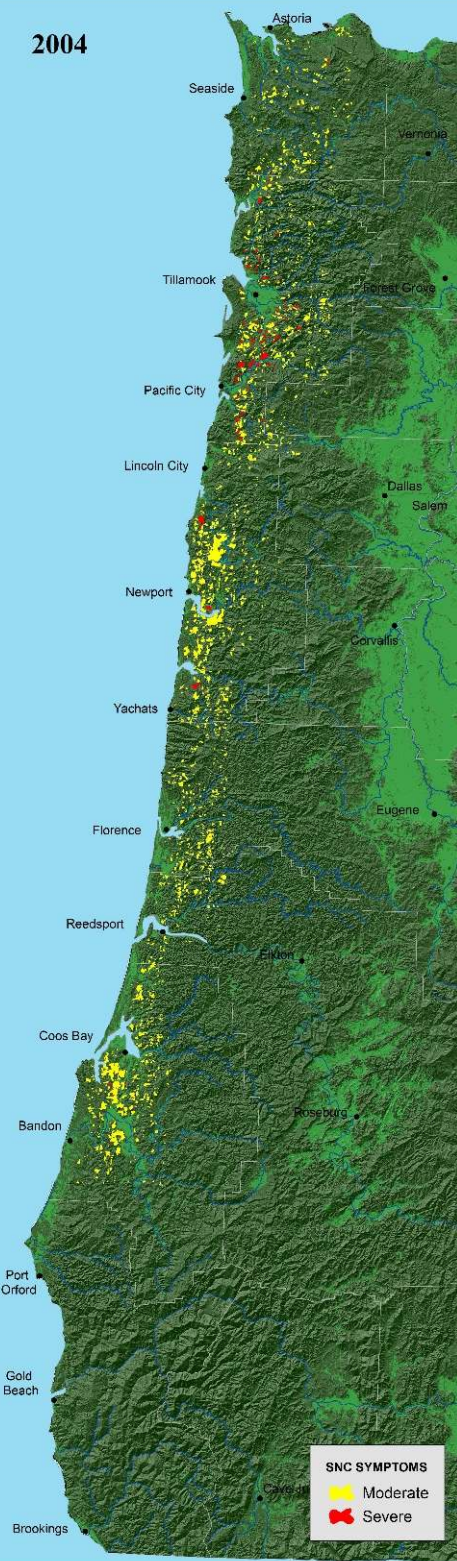 2004
Astoria
Seaside
Vernonia
Tillamook
Forest Grove
Pacific City
Lincoln City
Dallas
Salem
Newport
Corvallis
Yachats
Eugene
Florence
Reedsport
Elkton
Coos Bay
Roseburg
Bandon
Port
Orford
Gold
Beach
SNC SYMPTOMS
Moderate
Severe
Brookings